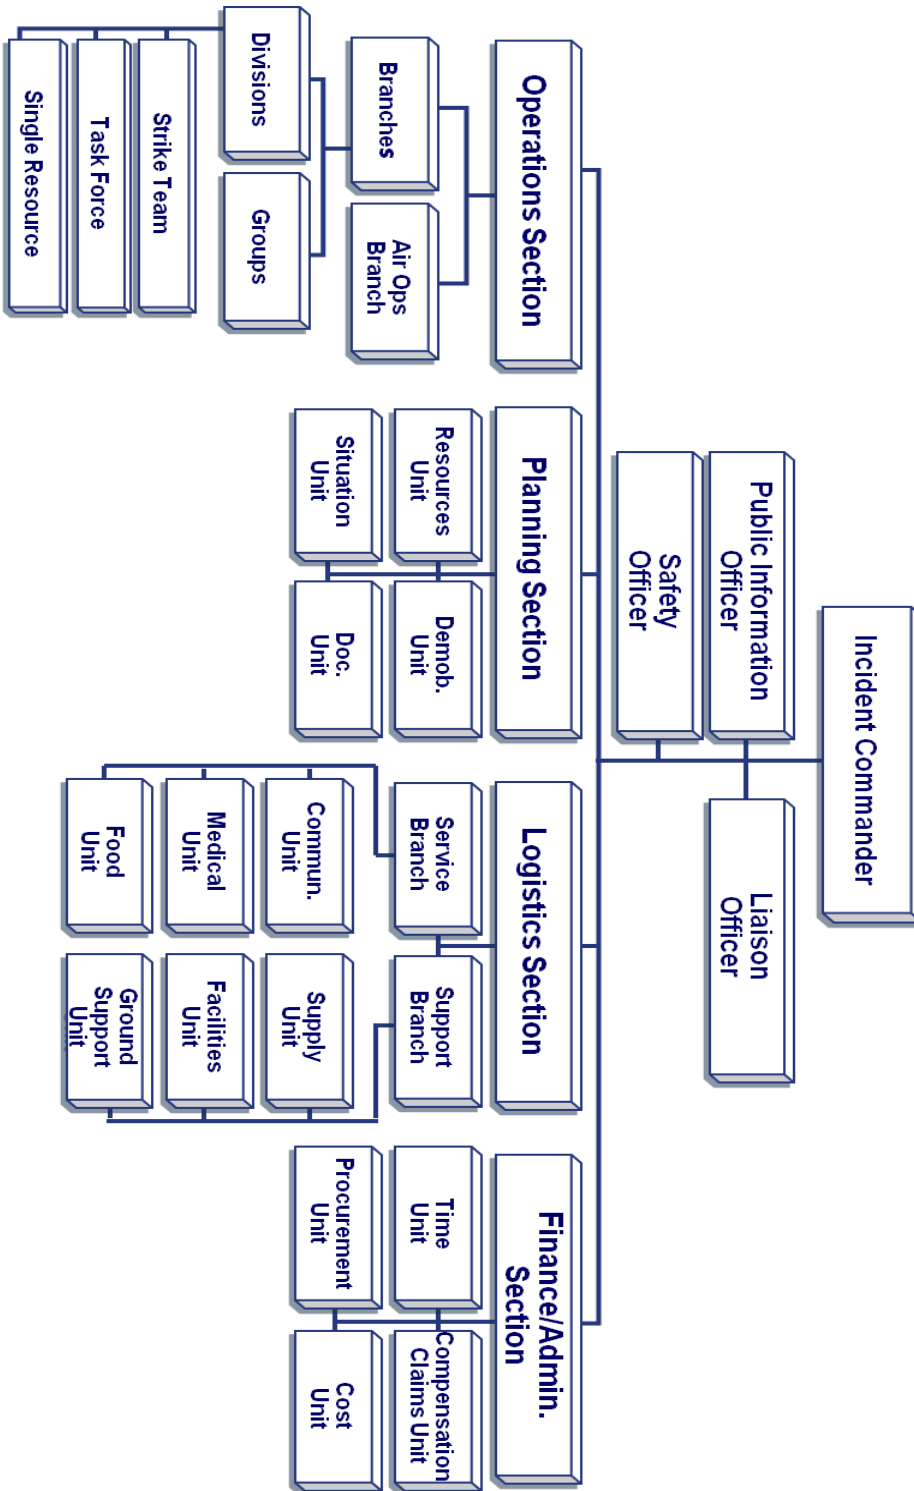 Incident Commander
Public Information
Officer
Liaison
Officer
Safety
Officer
Operations Section
Planning Section
Logistics Section
Finance/Admin.
Section
Branches
Air Ops
Branch
Divisions
Groups
Strike Team
Task Force
Single Resource
Resources
Unit
Demob.
Unit
Situation
Unit
Doc.
Unit
Service
Branch
Support
Branch
Commun.
Unit
Supply
Unit
Medical
Unit
Facilities
Unit
Food
Unit
Ground
Support
Unit
Time
Unit
Compensation
Claims Unit
Procurement
Unit
Cost
Unit